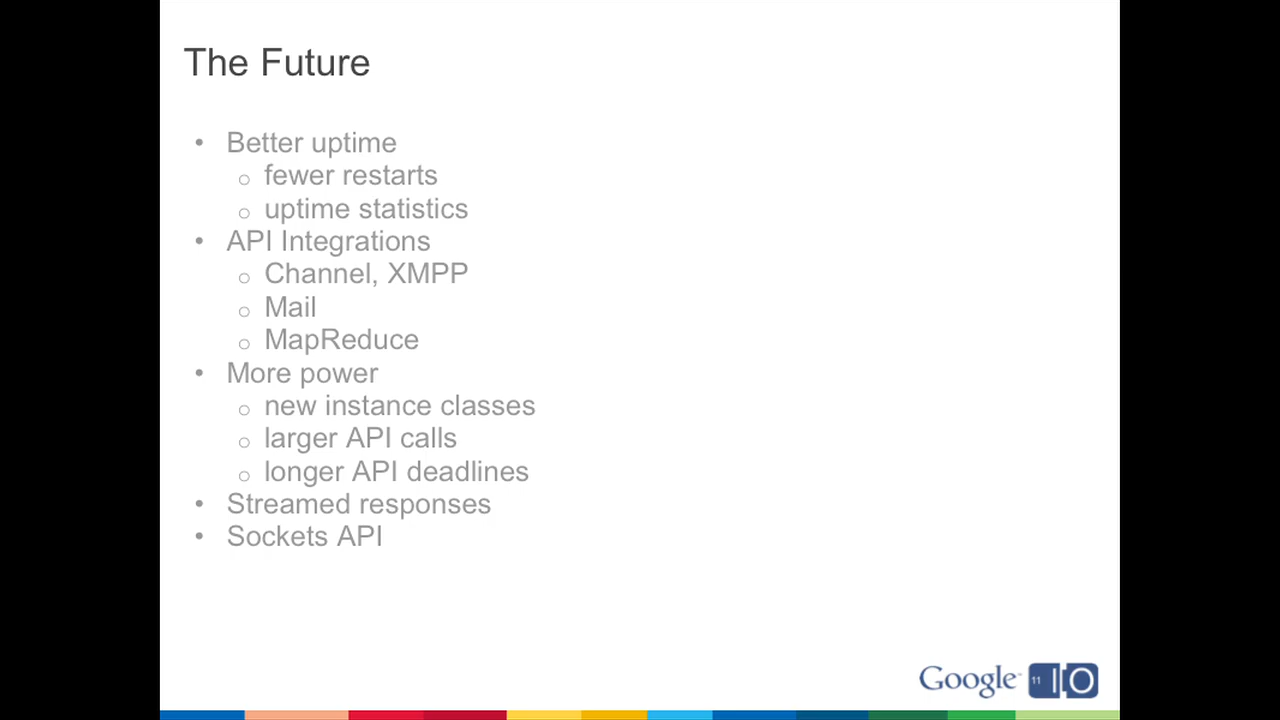 The Future
• Better uptime
o fewer restarts
o uptime statistics
• API Integrations
o Channel, XMPP
o Mail
o MapReduce
• More power
o new instance classes
o larger API calls
o longer API deadlines
• Streamed responses
• Sockets API
Google 11 IO